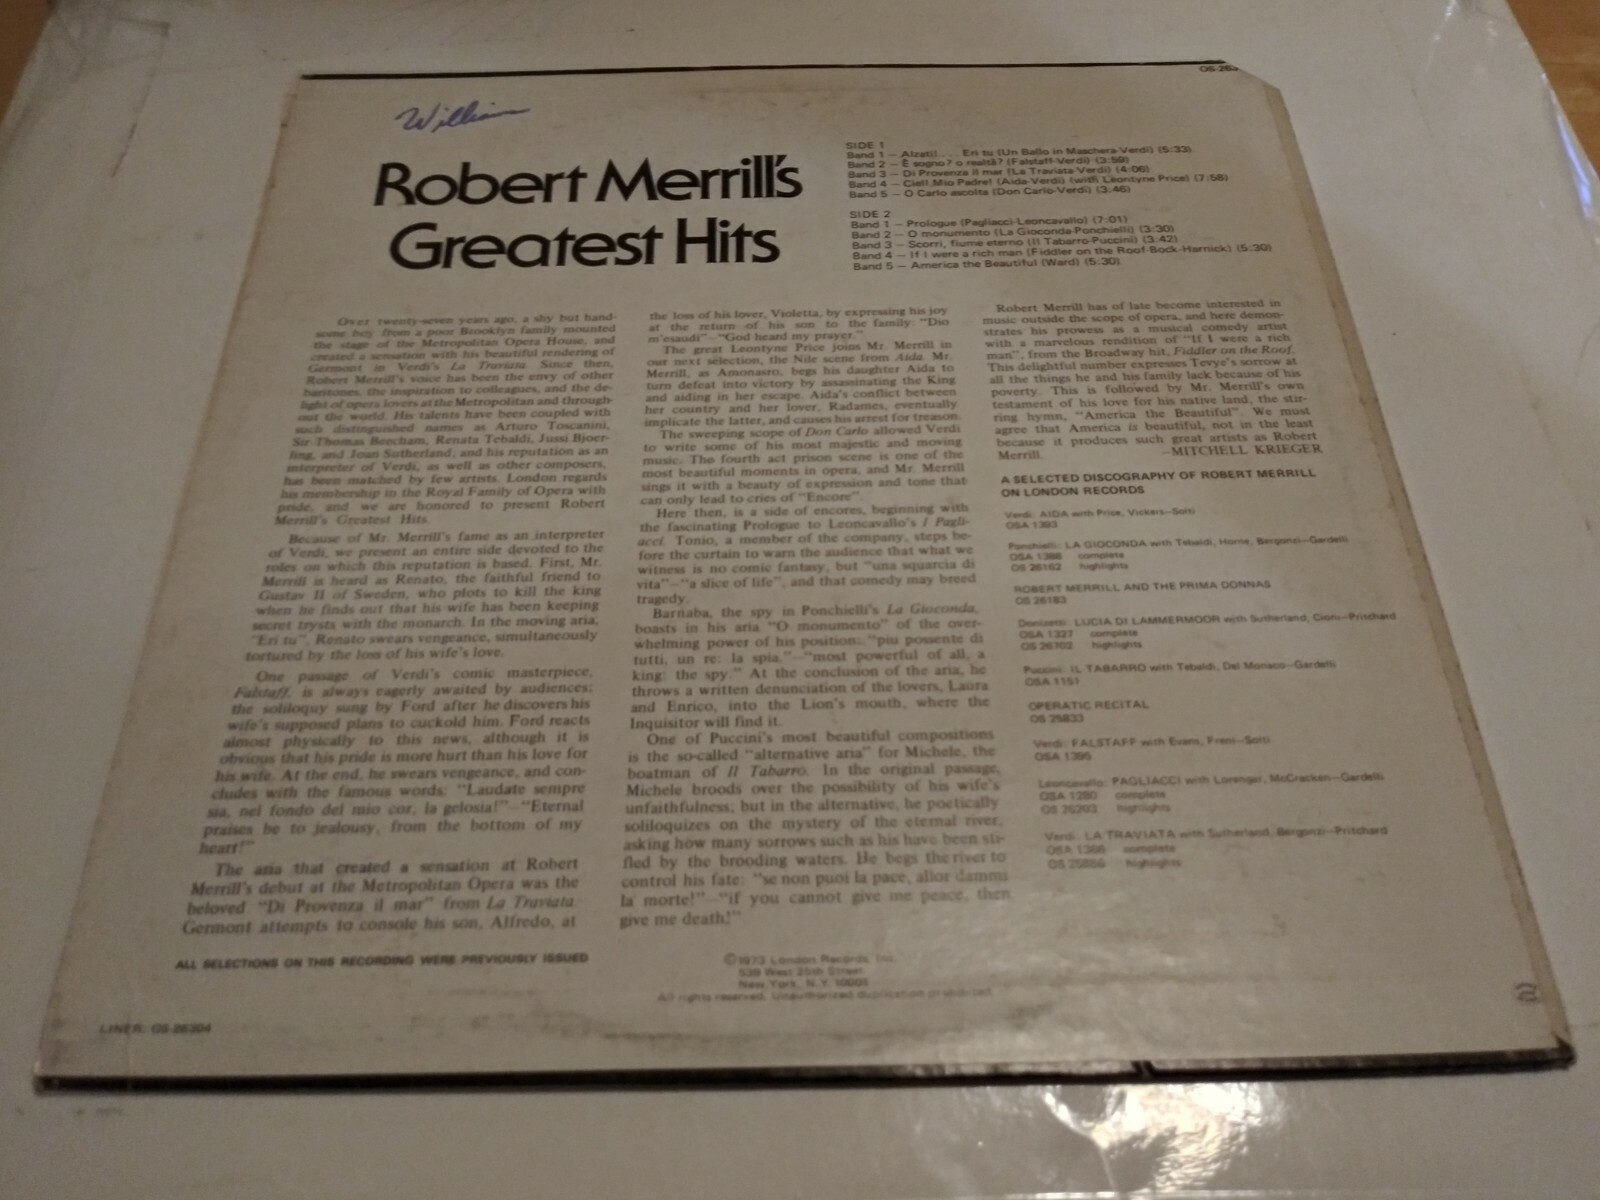 OS-263
William
Robert Merrill's
Greatest Hits
SIDE 1
Band 1 — Alzati! . . . Eri tu (Un Ballo in Maschera-Verdi) (5:33)
Band 2 — È sogno? o realtà? (Falstaff-Verdi) (3:59)
Band 3 — Di Provenza il mar (La Traviata-Verdi) (4:06)
Band 4 — Ciel! Mio Padre! (Aida-Verdi) (with Leontyne Price) (7:58)
Band 5 — O Carlo ascolta (Don Carlo-Verdi) (3:46)
SIDE 2
Band 1 — Prologue (Pagliacci-Leoncavallo) (7:01)
Band 2 — O monumento (La Gioconda-Ponchielli) (3:30)
Band 3 — Scorri, fiume eterno (Il Tabarro-Puccini) (3:42)
Band 4 — If I were a rich man (Fiddler on the Roof-Bock-Harnick) (5:30)
Band 5 — America the Beautiful (Ward) (5:30)
Over twenty-seven years ago, a shy but hand-
some boy from a poor Brooklyn family mounted
the stage of the Metropolitan Opera House, and
created a sensation with his beautiful rendering of
Germont in Verdi's La Traviata. Since then,
Robert Merrill's voice has been the envy of other
baritones, the inspiration to colleagues, and the de-
light of opera lovers at the Metropolitan and through-
out the world. His talents have been coupled with
such distinguished names as Arturo Toscanini,
Sir Thomas Beecham, Renata Tebaldi, Jussi Bjoer-
ling, and Joan Sutherland, and his reputation as an
interpreter of Verdi, as well as other composers,
has been matched by few artists. London regards
his membership in the Royal Family of Opera with
pride, and we are honored to present Robert
Merrill's Greatest Hits.
Because of Mr. Merrill's fame as an interpreter
of Verdi, we present an entire side devoted to the
roles on which this reputation is based. First, Mr.
Merrill is heard as Renato, the faithful friend to
Gustav II of Sweden, who plots to kill the king
when he finds out that his wife has been keeping
secret trysts with the monarch. In the moving aria,
"Eri tu", Renato swears vengeance, simultaneously
tortured by the loss of his wife's love.
One passage of Verdi's comic masterpiece,
Falstaff, is always eagerly awaited by audiences;
the soliloquy sung by Ford after he discovers his
wife's supposed plans to cuckold him. Ford reacts
almost physically to this news, although it is
obvious that his pride is more hurt than his love for
his wife. At the end, he swears vengeance, and con-
cludes with the famous words: "Laudate sempre
sia, nel fondo del mio cor, la gelosia!"—"Eternal
praises be to jealousy, from the bottom of my
heart!"
The aria that created a sensation at Robert
Merrill's debut at the Metropolitan Opera was the
beloved "Di Provenza il mar" from La Traviata.
Germont attempts to console his son, Alfredo, at
the loss of his lover, Violetta, by expressing his joy
at the return of his son to the family: "Dio
m'esaudi"—"God heard my prayer."
The great Leontyne Price joins Mr. Merrill in
our next selection, the Nile scene from Aida. Mr.
Merrill, as Amonasro, begs his daughter Aida to
turn defeat into victory by assassinating the King
and aiding in her escape. Aida's conflict between
her country and her lover, Radames, eventually
implicate the latter, and causes his arrest for treason.
The sweeping scope of Don Carlo allowed Verdi
to write some of his most majestic and moving
music. The fourth act prison scene is one of the
most beautiful moments in opera, and Mr. Merrill
sings it with a beauty of expression and tone that
can only lead to cries of "Encore".
Here then, is a side of encores, beginning with
the fascinating Prologue to Leoncavallo's I Pagli-
acci. Tonio, a member of the company, steps be-
fore the curtain to warn the audience that what we
witness is no comic fantasy, but "una squarcia di
vita"—"a slice of life", and that comedy may breed
tragedy.
Barnaba, the spy in Ponchielli's La Gioconda,
boasts in his aria "O monumento" of the over-
whelming power of his position: "piu possente di
tutti, un re: la spia."—"most powerful of all, a
king: the spy." At the conclusion of the aria, he
throws a written denunciation of the lovers, Laura
and Enrico, into the Lion's mouth, where the
Inquisitor will find it.
One of Puccini's most beautiful compositions
is the so-called "alternative aria" for Michele, the
boatman of Il Tabarro. In the original passage,
Michele broods over the possibility of his wife's
unfaithfulness; but in the alternative, he poetically
soliloquizes on the mystery of the eternal river,
asking how many sorrows such as his have been sti-
fled by the brooding waters. He begs the river to
control his fate: "se non puoi la pace, allor dammi
la morte!"—"if you cannot give me peace, then
give me death!"
Robert Merrill has of late become interested in
music outside the scope of opera, and here demon-
strates his prowess as a musical comedy artist
with a marvelous rendition of "If I were a rich
man", from the Broadway hit, Fiddler on the Roof.
This delightful number expresses Tevye's sorrow at
all the things he and his family lack because of his
poverty. This is followed by Mr. Merrill's own
testament of his love for his native land, the stir-
ring hymn, "America the Beautiful". We must
agree that America is beautiful, not in the least
because it produces such great artists as Robert
Merrill. —MITCHELL KRIEGER
A SELECTED DISCOGRAPHY OF ROBERT MERRILL
ON LONDON RECORDS
Verdi: AIDA with Price, Vickers—Solti
OSA 1393
Ponchielli: LA GIOCONDA with Tebaldi, Horne, Bergonzi—Gardelli
OSA 1388 complete
OS 26162 highlights
ROBERT MERRILL AND THE PRIMA DONNAS
OS 26183
Donizetti: LUCIA DI LAMMERMOOR with Sutherland, Cioni—Pritchard
OSA 1327 complete
OS 25702 highlights
Puccini: IL TABARRO with Tebaldi, Del Monaco—Gardelli
OSA 1151
OPERATIC RECITAL
OS 25833
Verdi: FALSTAFF with Evans, Freni—Solti
OSA 1395
Leoncavallo: PAGLIACCI with Lorengar, McCracken—Gardelli
OSA 1280 complete
OS 26203 highlights
Verdi: LA TRAVIATA with Sutherland, Bergonzi—Pritchard
OSA 1366 complete
OS 25886 highlights
ALL SELECTIONS ON THIS RECORDING WERE PREVIOUSLY ISSUED
©1973 London Records, Inc.
539 West 25th Street
New York, N.Y. 10001
All rights reserved. Unauthorized duplication prohibited.
LINER: OS-26304
2